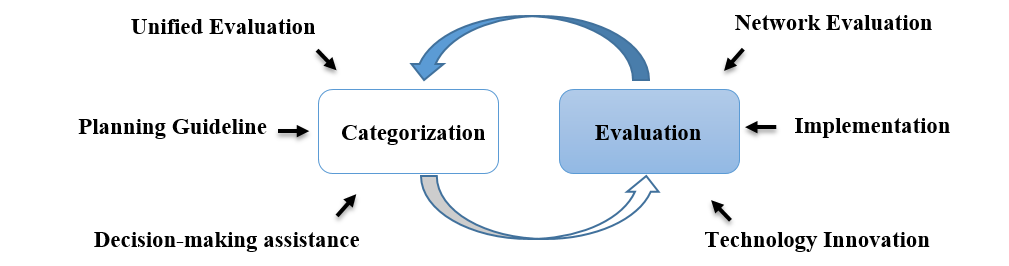 Unified Evaluation
Network Evaluation
Planning Guideline
Categorization
Evaluation
Implementation
Decision-making assistance
Technology Innovation